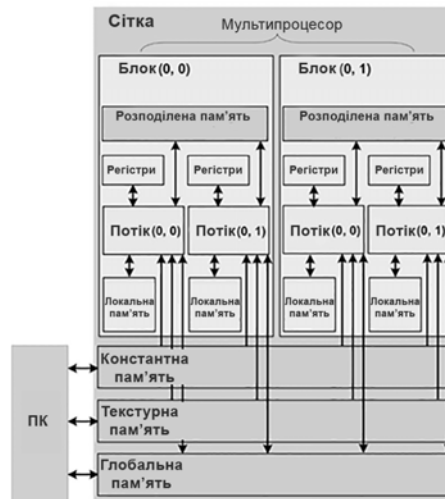 Сітка
Мультипроцесор
Блок(0, 0)
Блок(0, 1)
Розподілена пам'ять
Розподілена пам'ять
Регістри
Регістри
Регістри
Регістри
Потік(0, 0)
Потік(0, 1)
Потік(0, 0)
Потік(0, 1)
Локальна
пам'ять
Локальна
пам'ять
Локальна
пам'ять
Локальна
пам'ять
ПК
Константна
пам'ять
Текстурна
пам'ять
Глобальна
пам'ять